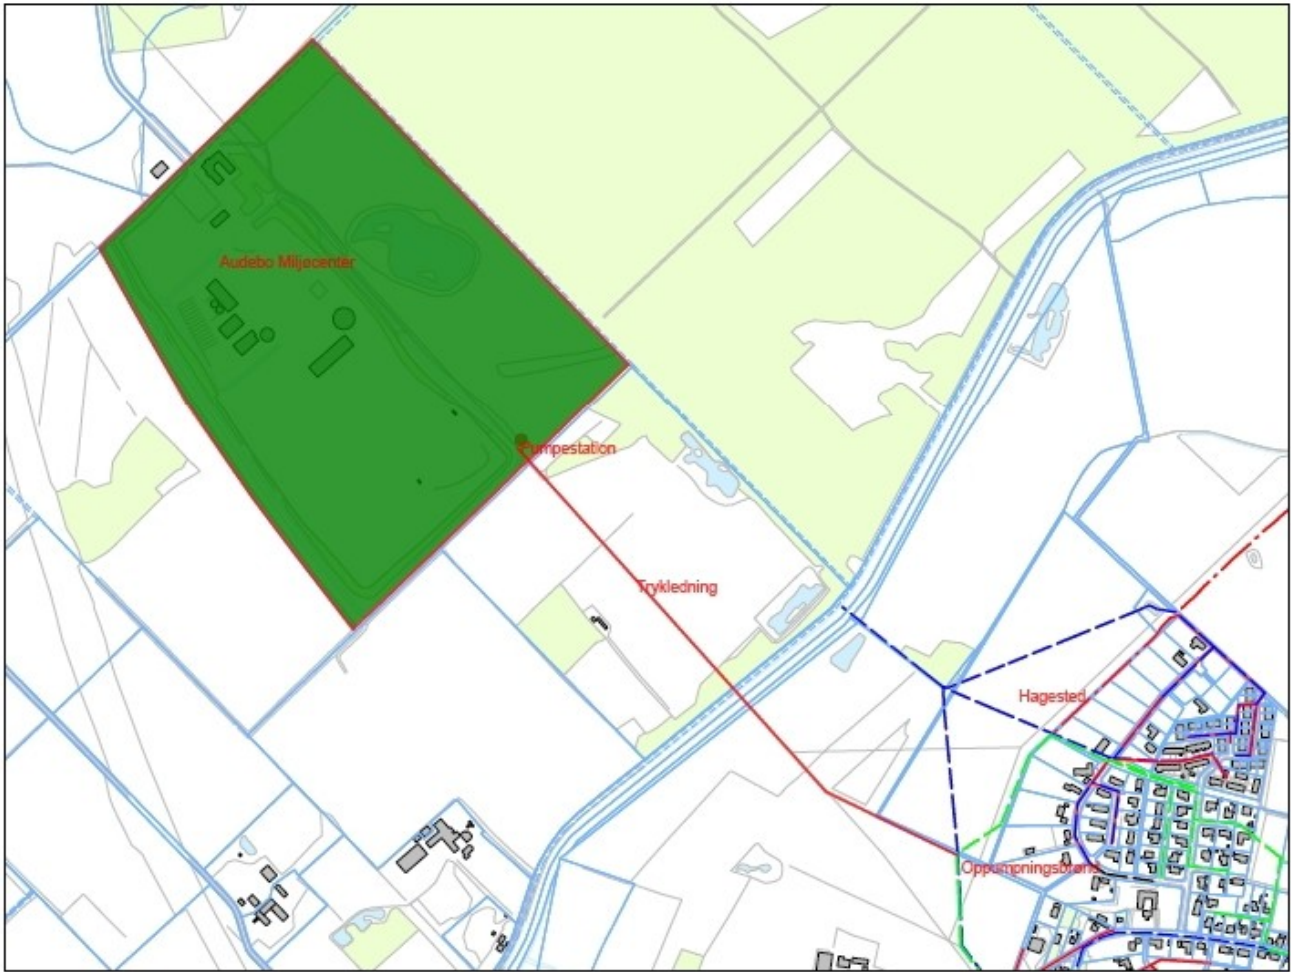 Audebo Miljøcenter
Pumpestation
Trykledning
Hagested
Oppumpningsbrønd